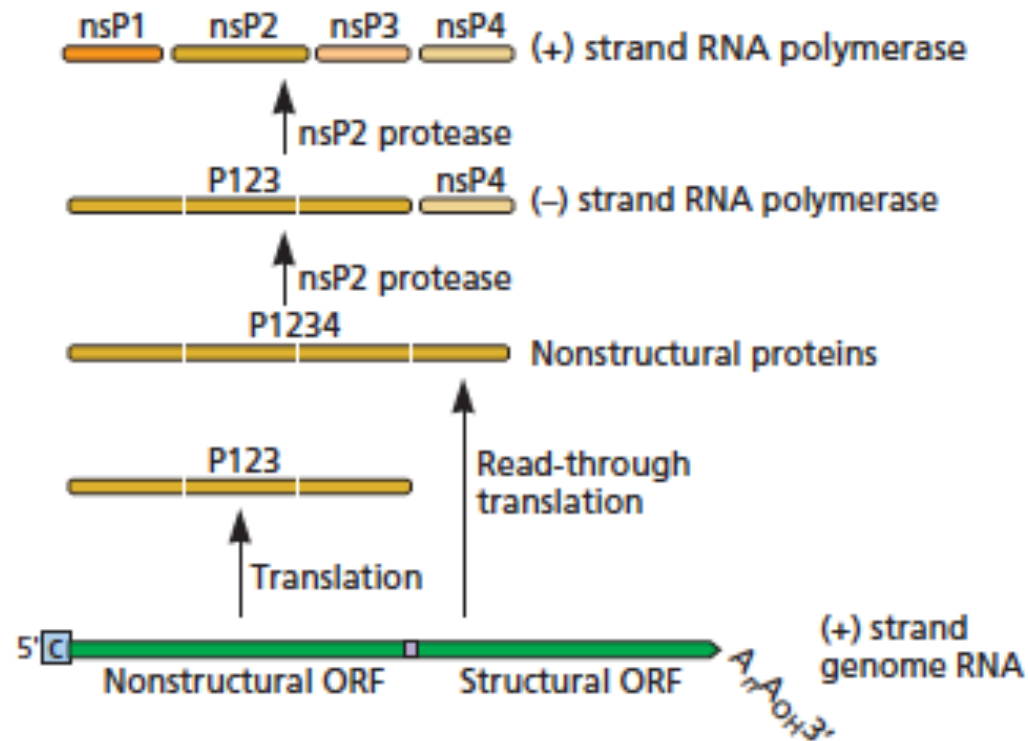 nsP1 nsP2 nsP3 nsP4
(+) strand RNA polymerase
nsP2 protease
P123 nsP4
(–) strand RNA polymerase
nsP2 protease
P1234
Nonstructural proteins
P123
Read-through
translation
Translation
5' C
Nonstructural ORF
Structural ORF
AnAOH3'
(+) strand
genome RNA